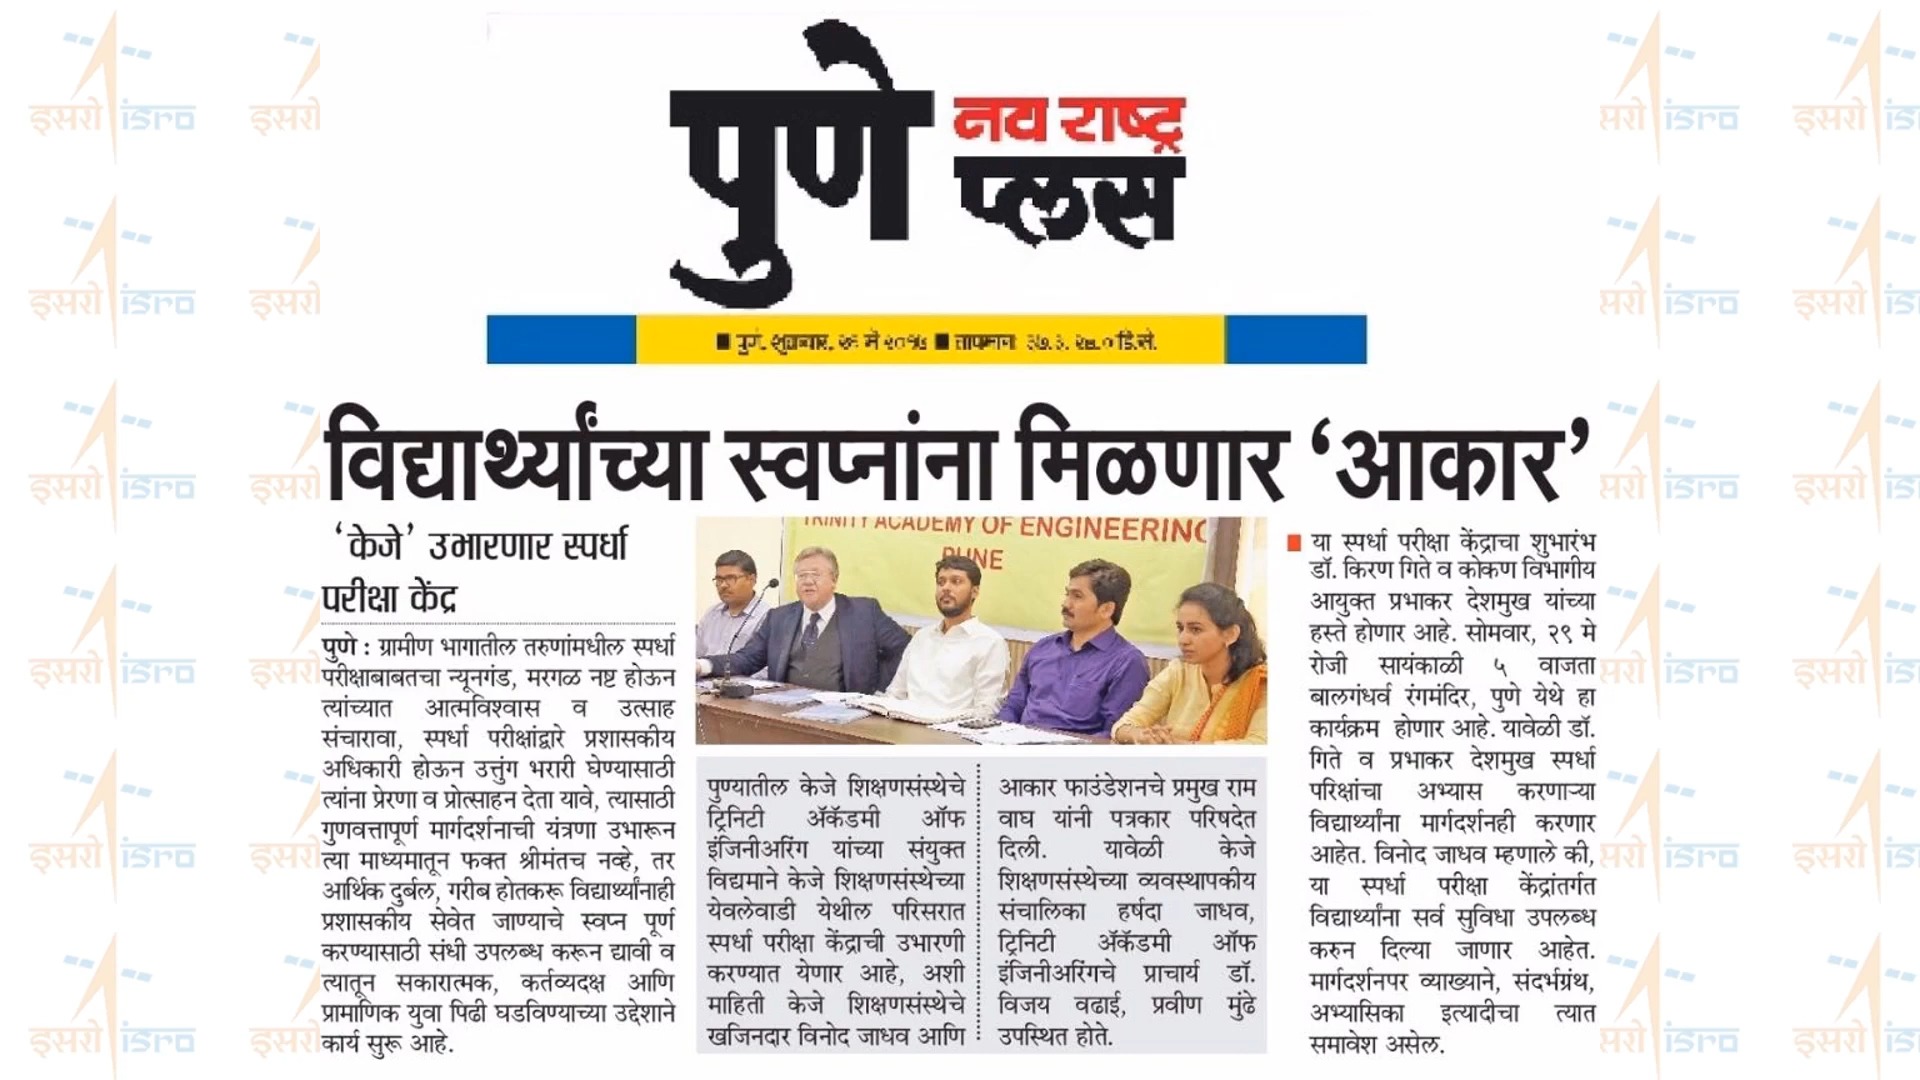 पुणे
नव राष्ट्र
प्लस
■ पुणे, शुक्रवार, २६ मे २०१७ ■ तापमान
विद्यार्थ्यांच्या स्वप्नांना मिळणार ‘आकार’
‘केजे’ उभारणार स्पर्धा
परीक्षा केंद्र
पुणे : ग्रामीण भागातील तरुणांमधील स्पर्धा
परीक्षाबाबतचा न्यूनगंड, मरगळ नष्ट होऊन
त्यांच्यात आत्मविश्वास व उत्साह
संचारावा, स्पर्धा परीक्षांद्वारे प्रशासकीय
अधिकारी होऊन उत्तुंग भरारी घेण्यासाठी
त्यांना प्रेरणा व प्रोत्साहन देता यावे, त्यासाठी
गुणवत्तापूर्ण मार्गदर्शनाची यंत्रणा उभारून
त्या माध्यमातून फक्त श्रीमंतच नव्हे, तर
आर्थिक दुर्बल, गरीब होतकरू विद्यार्थ्यांनाही
प्रशासकीय सेवेत जाण्याचे स्वप्न पूर्ण
करण्यासाठी संधी उपलब्ध करून द्यावी व
त्यातून सकारात्मक, कर्तव्यदक्ष आणि
प्रामाणिक युवा पिढी घडविण्याच्या उद्देशाने
कार्य सुरू आहे.
TRINITY ACADEMY OF ENGINEERING
PUNE
पुण्यातील केजे शिक्षणसंस्थेचे
ट्रिनिटी ॲकॅडमी ऑफ
इंजिनीअरिंग यांच्या संयुक्त
विद्यमाने केजे शिक्षणसंस्थेच्या
येवलेवाडी येथील परिसरात
स्पर्धा परीक्षा केंद्राची उभारणी
करण्यात येणार आहे, अशी
माहिती केजे शिक्षणसंस्थेचे
खजिनदार विनोद जाधव आणि
आकार फाउंडेशनचे प्रमुख राम
वाघ यांनी पत्रकार परिषदेत
दिली. यावेळी केजे
शिक्षणसंस्थेच्या व्यवस्थापकीय
संचालिका हर्षदा जाधव,
ट्रिनिटी ॲकॅडमी ऑफ
इंजिनीअरिंगचे प्राचार्य डॉ.
विजय वढाई, प्रवीण मुंढे
उपस्थित होते.
■ या स्पर्धा परीक्षा केंद्राचा शुभारंभ
डॉ. किरण गिते व कोकण विभागीय
आयुक्त प्रभाकर देशमुख यांच्या
हस्ते होणार आहे. सोमवार, २९ मे
रोजी सायंकाळी ५ वाजता
बालगंधर्व रंगमंदिर, पुणे येथे हा
कार्यक्रम होणार आहे. यावेळी डॉ.
गिते व प्रभाकर देशमुख स्पर्धा
परिक्षांचा अभ्यास करणाऱ्या
विद्यार्थ्यांना मार्गदर्शनही करणार
आहेत. विनोद जाधव म्हणाले की,
या स्पर्धा परीक्षा केंद्रांतर्गत
विद्यार्थ्यांना सर्व सुविधा उपलब्ध
करुन दिल्या जाणार आहेत.
मार्गदर्शनपर व्याख्याने, संदर्भग्रंथ,
अभ्यासिका इत्यादीचा त्यात
समावेश असेल.
इसरो isro